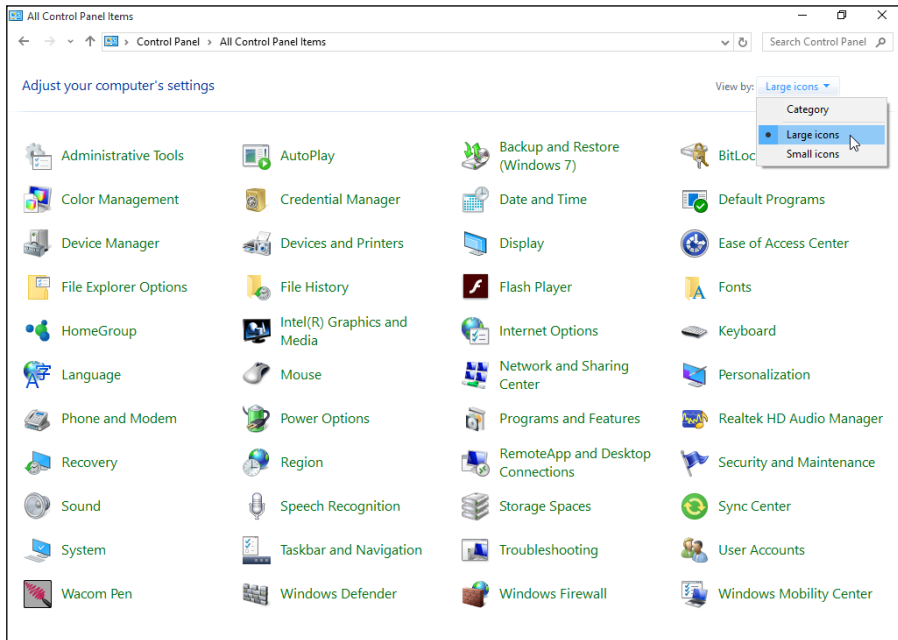 All Control Panel Items
Control Panel > All Control Panel Items
Search Control Panel
Adjust your computer's settings
View by: Large icons
Category
Large icons
Small icons
Administrative Tools
AutoPlay
Backup and Restore
(Windows 7)
BitLoc
Color Management
Credential Manager
Date and Time
Default Programs
Device Manager
Devices and Printers
Display
Ease of Access Center
File Explorer Options
File History
Flash Player
Fonts
HomeGroup
Intel(R) Graphics and
Media
Internet Options
Keyboard
Language
Mouse
Network and Sharing
Center
Personalization
Phone and Modem
Power Options
Programs and Features
Realtek HD Audio Manager
Recovery
Region
RemoteApp and Desktop
Connections
Security and Maintenance
Sound
Speech Recognition
Storage Spaces
Sync Center
System
Taskbar and Navigation
Troubleshooting
User Accounts
Wacom Pen
Windows Defender
Windows Firewall
Windows Mobility Center